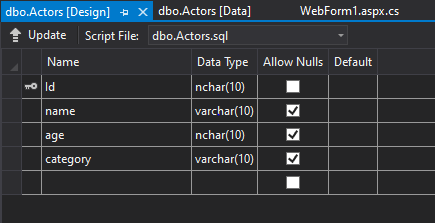 dbo.Actors [Design] dbo.Actors [Data] WebForm1.aspx.cs
Update Script File: dbo.Actors.sql
Name Data Type Allow Nulls Default
Id nchar(10)
name varchar(10)
age nchar(10)
category varchar(10)